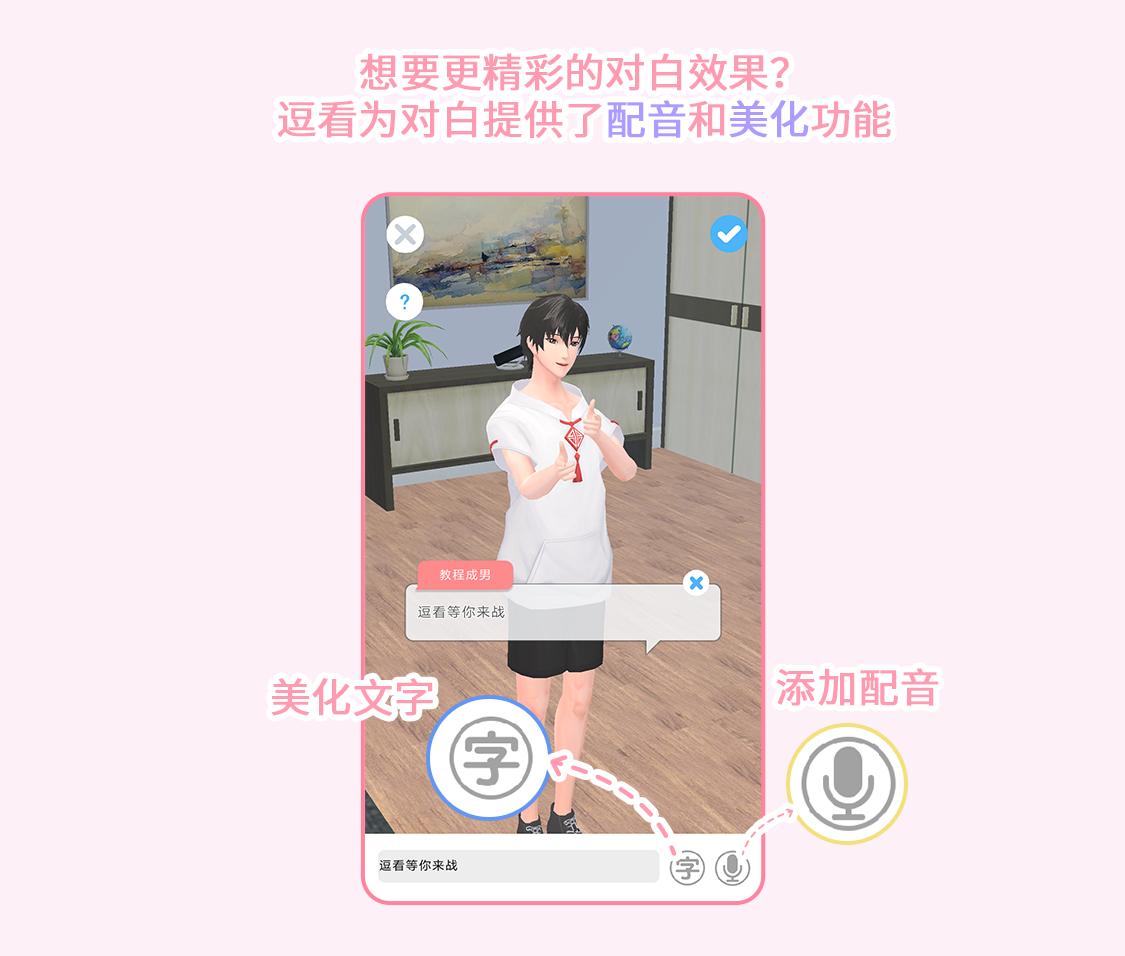 想要更精彩的对白效果?
逗看为对白提供了配音和美化功能
?
教程成男
逗看等你来战
美化文字
添加配音
字
逗看等你来战
字